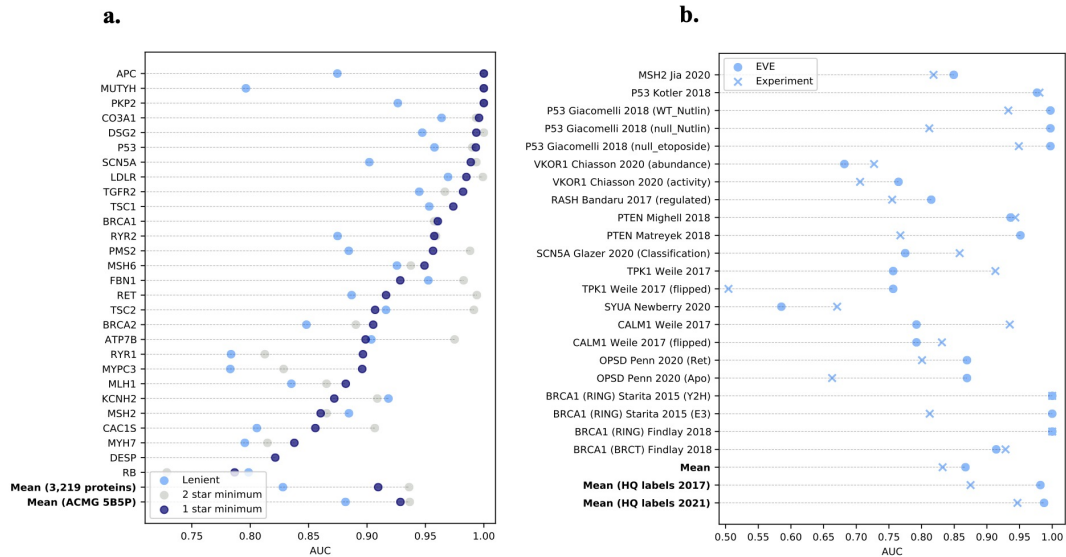 a.
APC
MUTYH
PKP2
CO3A1
DSG2
P53
SCN5A
LDLR
TGFR2
TSC1
BRCA1
RYR2
PMS2
MSH6
FBN1
RET
TSC2
BRCA2
ATP7B
RYR1
MYPC3
MLH1
KCNH2
MSH2
CAC1S
MYH7
DESP
RB
Mean (3,219 proteins)
Mean (ACMG 5B5P)
Lenient
2 star minimum
1 star minimum
0.75 0.80 0.85 0.90 0.95 1.00
AUC
b.
EVE
Experiment
MSH2 Jia 2020
P53 Kotler 2018
P53 Giacomelli 2018 (WT_Nutlin)
P53 Giacomelli 2018 (null_Nutlin)
P53 Giacomelli 2018 (null_etoposide)
VKOR1 Chiasson 2020 (abundance)
VKOR1 Chiasson 2020 (activity)
RASH Bandaru 2017 (regulated)
PTEN Mighell 2018
PTEN Matreyek 2018
SCN5A Glazer 2020 (Classification)
TPK1 Weile 2017
TPK1 Weile 2017 (flipped)
SYUA Newberry 2020
CALM1 Weile 2017
CALM1 Weile 2017 (flipped)
OPSD Penn 2020 (Ret)
OPSD Penn 2020 (Apo)
BRCA1 (RING) Starita 2015 (Y2H)
BRCA1 (RING) Starita 2015 (E3)
BRCA1 (RING) Findlay 2018
BRCA1 (BRCT) Findlay 2018
Mean
Mean (HQ labels 2017)
Mean (HQ labels 2021)
0.50 0.55 0.60 0.65 0.70 0.75 0.80 0.85 0.90 0.95 1.00
AUC